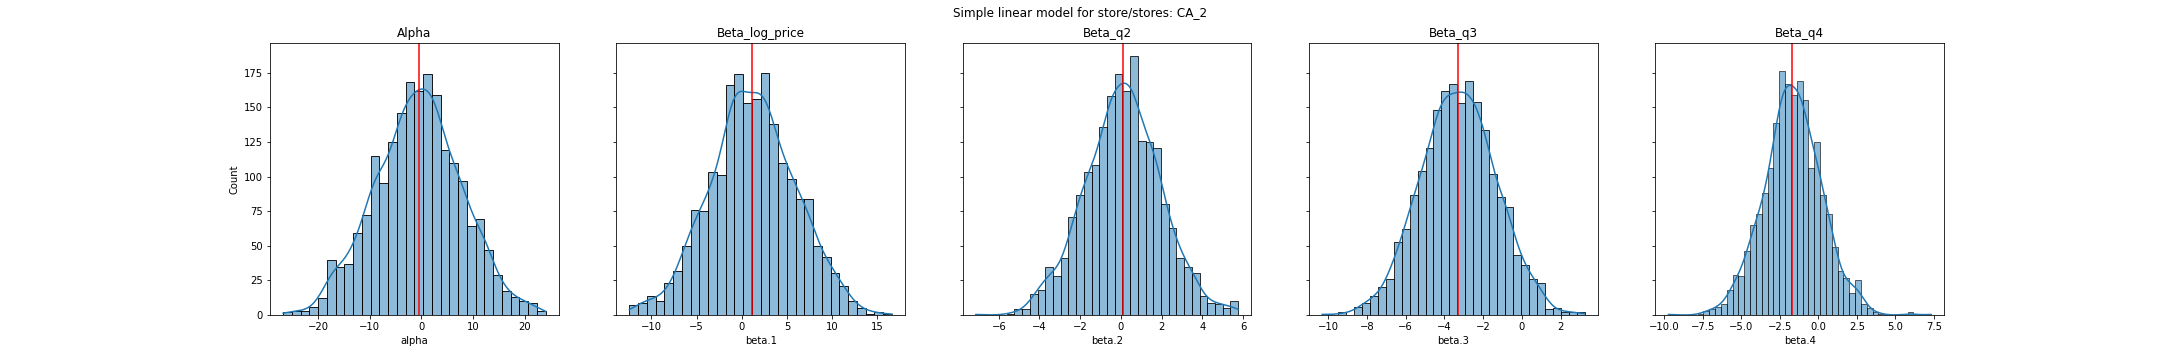 Simple linear model for store/stores: CA_2
Alpha
Beta_log_price
Beta_q2
Beta_q3
Beta_q4
Count
175
150
125
100
75
50
25
0
−20 −10 0 10 20
−10 −5 0 5 10 15
−6 −4 −2 0 2 4 6
−10 −8 −6 −4 −2 0 2
−10.0 −7.5 −5.0 −2.5 0.0 2.5 5.0 7.5
alpha
beta.1
beta.2
beta.3
beta.4